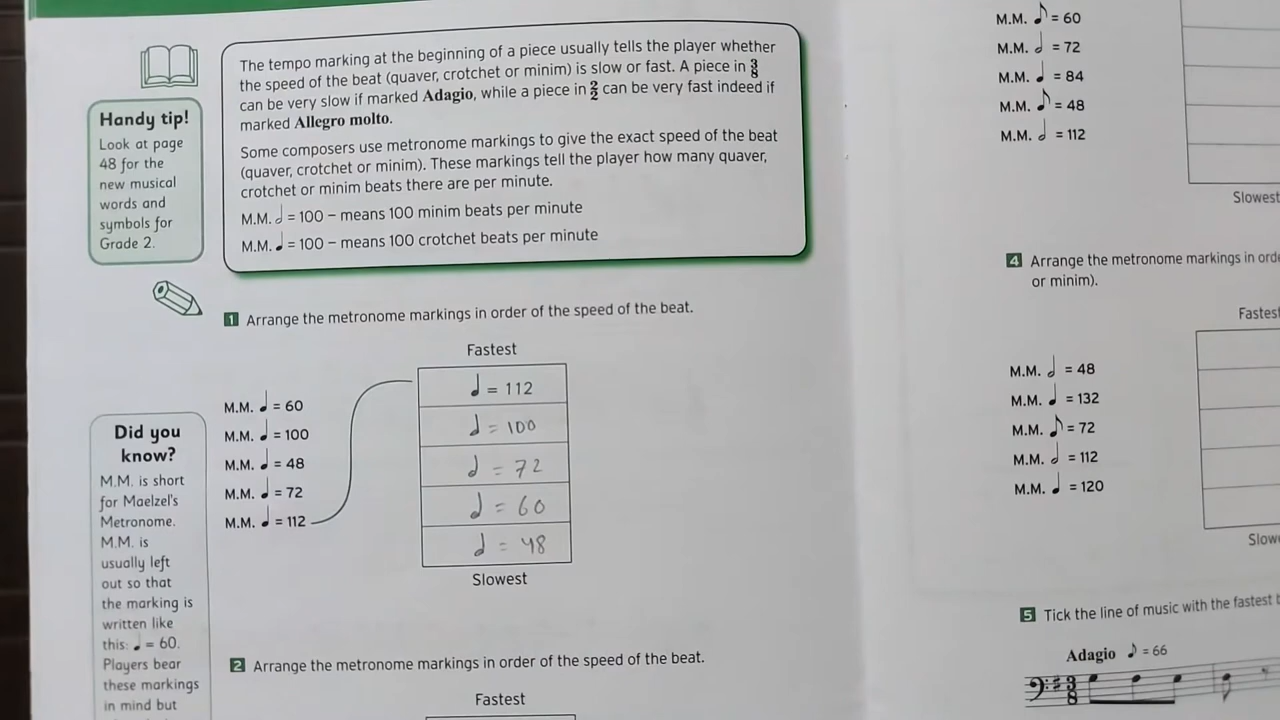 The tempo marking at the beginning of a piece usually tells the player whether
the speed of the beat (quaver, crotchet or minim) is slow or fast. A piece in 3/8
can be very slow if marked Adagio, while a piece in 2/2 can be very fast indeed if
marked Allegro molto.
Some composers use metronome markings to give the exact speed of the beat
(quaver, crotchet or minim). These markings tell the player how many quaver,
crotchet or minim beats there are per minute.
M.M. 𝅗𝅥 = 100 – means 100 minim beats per minute
M.M. ♩ = 100 – means 100 crotchet beats per minute
Handy tip!
Look at page
48 for the
new musical
words and
symbols for
Grade 2.
1 Arrange the metronome markings in order of the speed of the beat.
M.M. ♩ = 60
M.M. ♩ = 100
M.M. ♩ = 48
M.M. ♩ = 72
M.M. ♩ = 112
Fastest
♩ = 112
♩ = 100
♩ = 72
♩ = 60
♩ = 48
Slowest
Did you
know?
M.M. is short
for Maelzel's
Metronome.
M.M. is
usually left
out so that
the marking is
written like
this: ♩ = 60.
Players bear
these markings
in mind but
2 Arrange the metronome markings in order of the speed of the beat.
Fastest
M.M. ♪ = 60
M.M. 𝅗𝅥 = 72
M.M. ♩ = 84
M.M. ♪ = 48
M.M. 𝅗𝅥 = 112
Slowest
4 Arrange the metronome markings in
or minim).
Fastest
M.M. 𝅗𝅥 = 48
M.M. ♩ = 132
M.M. ♪ = 72
M.M. 𝅗𝅥 = 112
M.M. ♩ = 120
5 Tick the line of music with the fastest
Adagio ♪ = 66
3/8